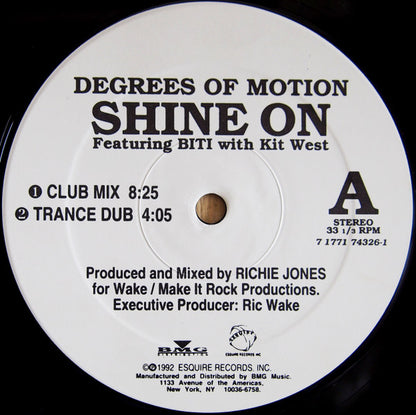 DEGREES OF MOTION
SHINE ON
Featuring BITI with Kit West
❶ CLUB MIX 8:25
❷ TRANCE DUB 4:05
A
STEREO
33 1/3 RPM
7 1771 74326-1
Produced and Mixed by RICHIE JONES
for Wake / Make It Rock Productions.
Executive Producer: Ric Wake
BMG
DISTRIBUTION
ESQUIRE
ESQUIRE RECORDS INC
©℗1992 ESQUIRE RECORDS, INC.
Manufactured and Distributed by BMG Music.
1133 Avenue of the Americas,
New York, NY 10036-6758.